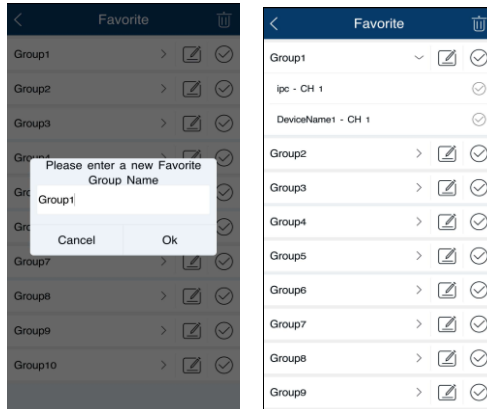 Favorite
Group1
Group2
Group3
Please enter a new Favorite
Group Name
Group1
Cancel
Ok
Group7
Group8
Group9
Group10
Favorite
Group1
ipc - CH 1
DeviceName1 - CH 1
Group2
Group3
Group4
Group5
Group6
Group7
Group8
Group9